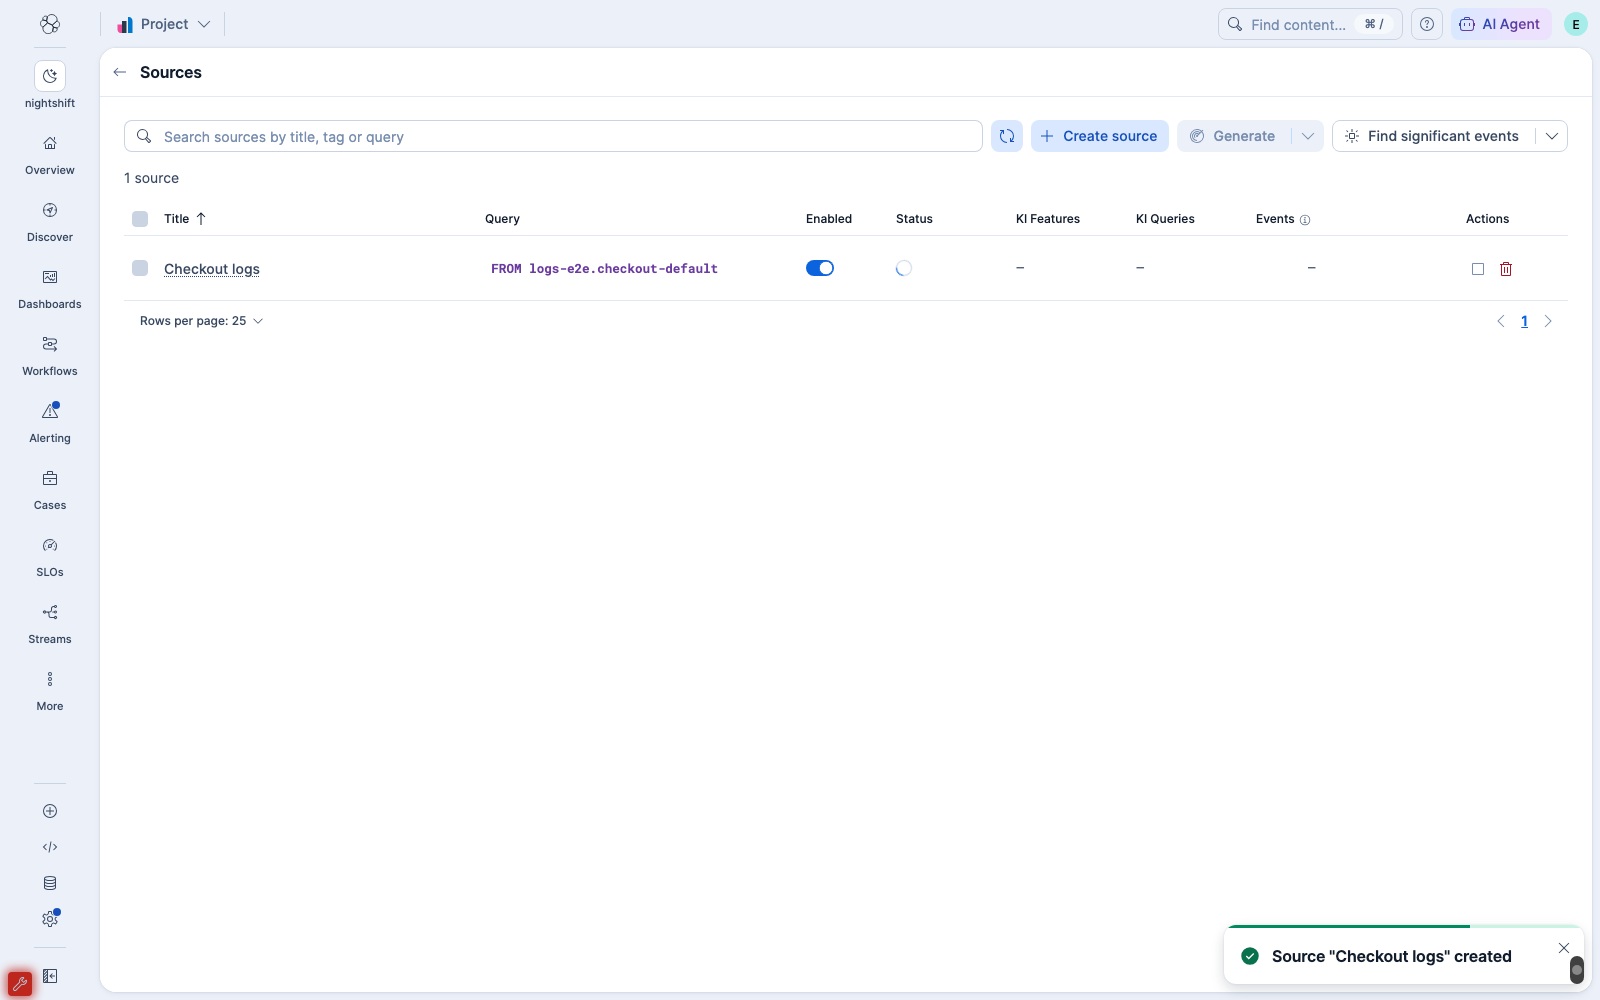 Project
Find content...
⌘ /
AI Agent
E
nightshift
Overview
Discover
Dashboards
Workflows
Alerting
Cases
SLOs
Streams
More
Sources
Search sources by title, tag or query
Create source
Generate
Find significant events
1 source
Title
Query
Enabled
Status
KI Features
KI Queries
Events
Actions
Checkout logs
FROM logs-e2e.checkout-default
–
–
–
Rows per page: 25
1
Source "Checkout logs" created